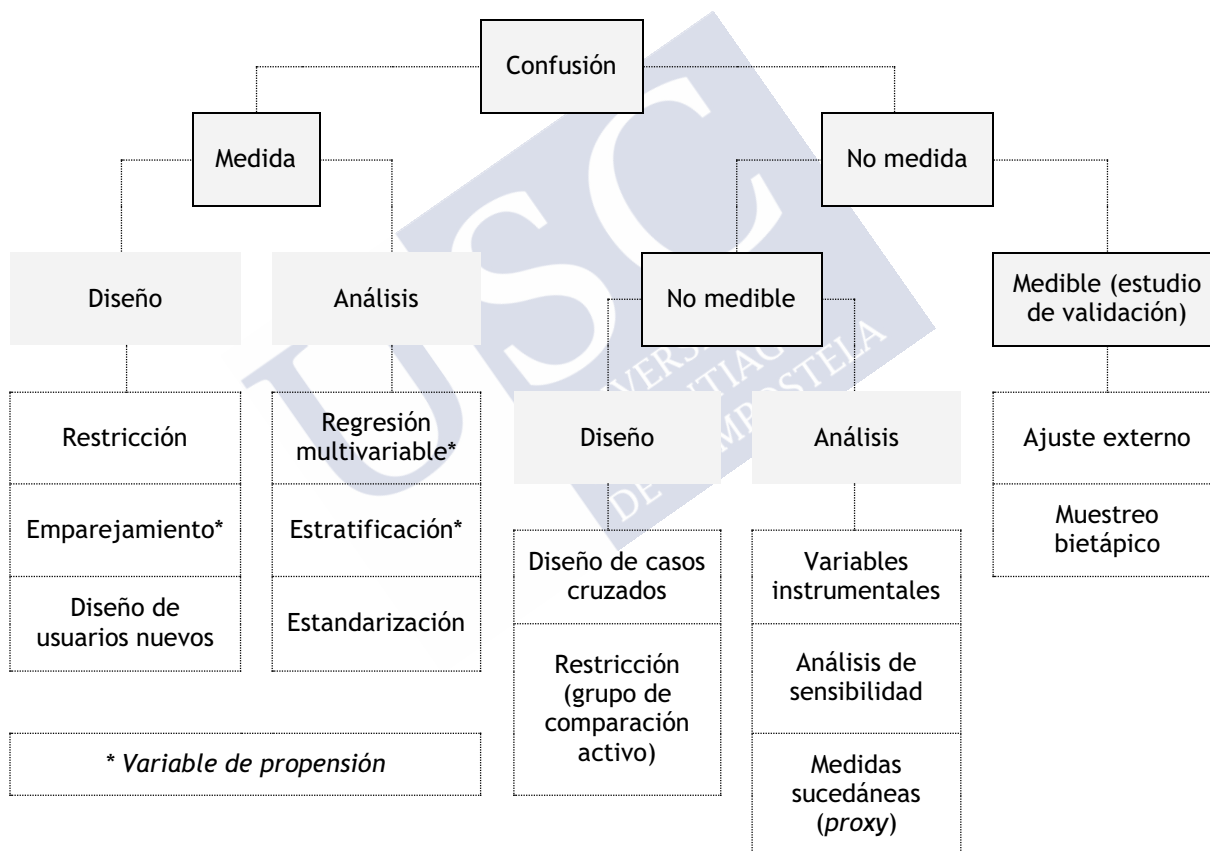 Confusión
Medida
No medida
Diseño
Análisis
No medible
Medible (estudio
de validación)
Restricción
Emparejamiento*
Diseño de
usuarios nuevos
Regresión
multivariable*
Estratificación*
Estandarización
Diseño
Análisis
Diseño de casos
cruzados
Restricción
(grupo de
comparación
activo)
Variables
instrumentales
Análisis de
sensibilidad
Medidas
sucedáneas
(proxy)
Ajuste externo
Muestreo
bietápico
* Variable de propensión
USC